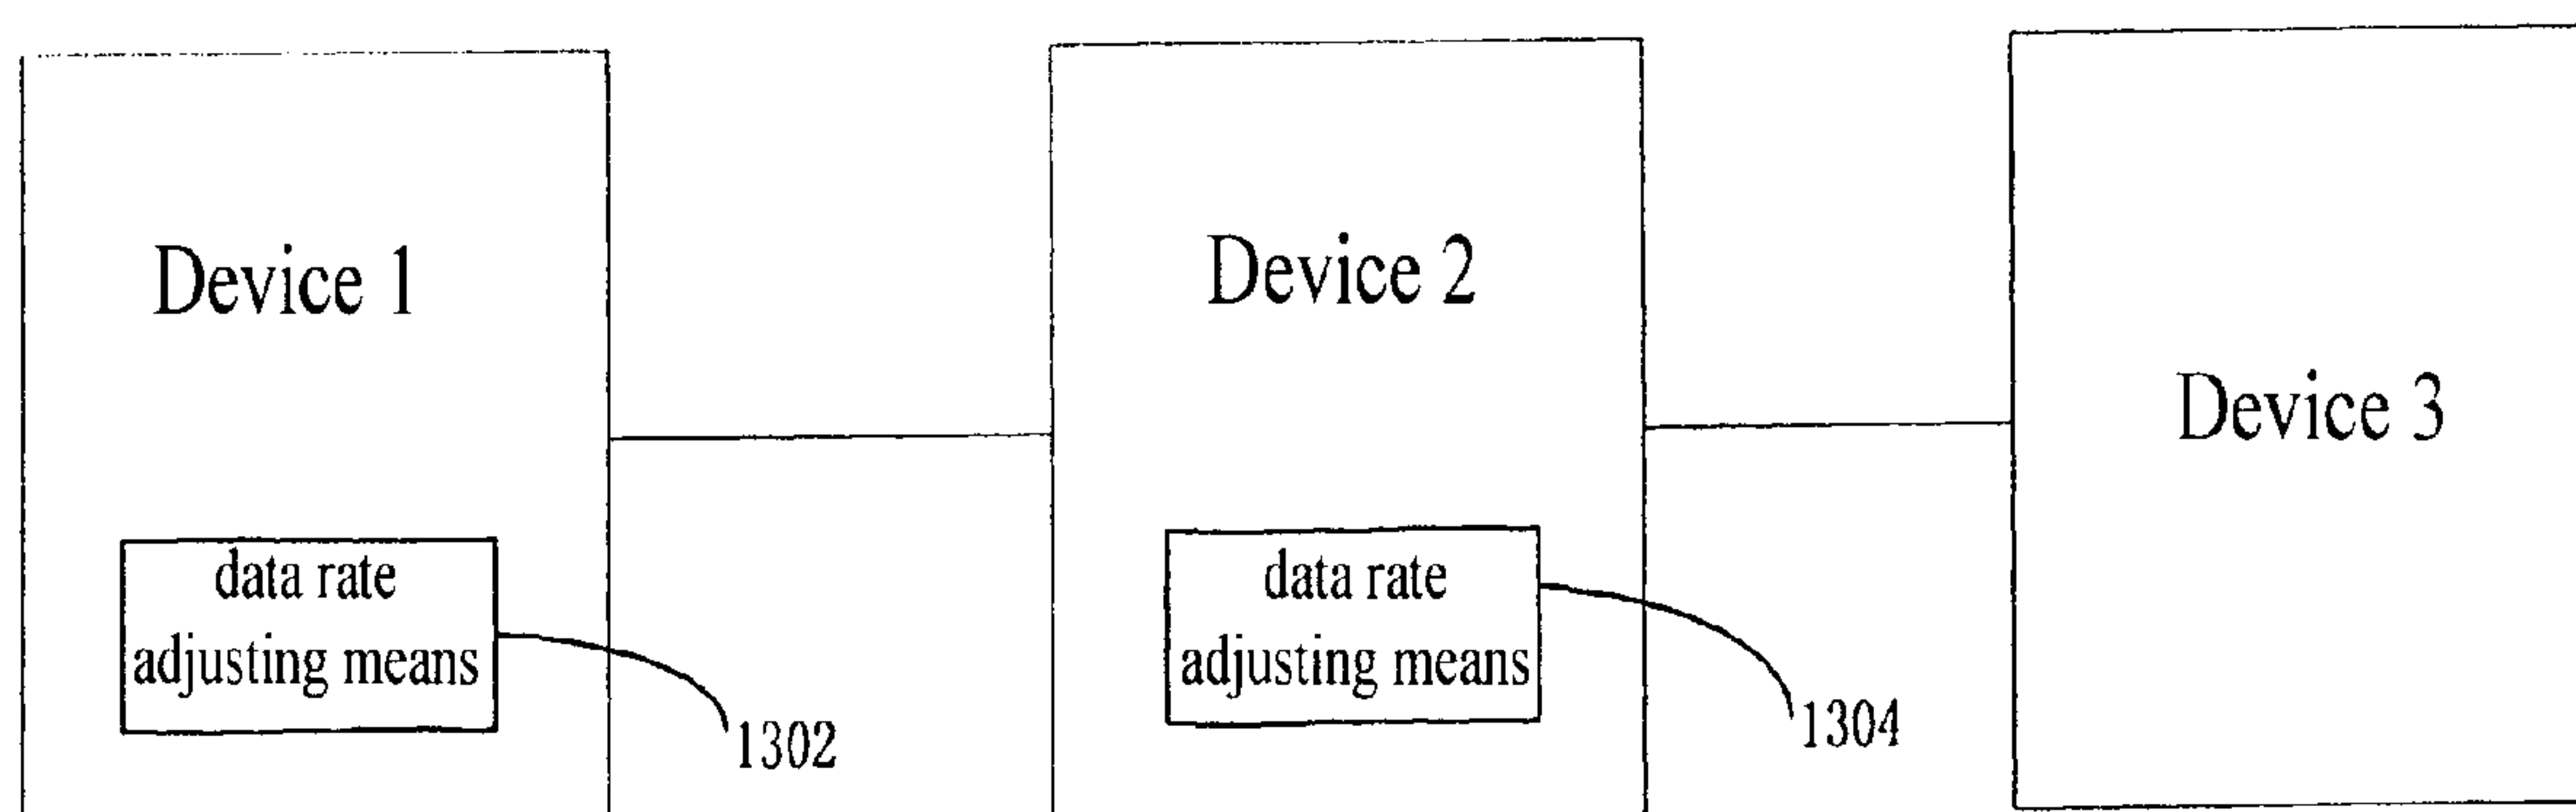 Device 1
data rate
adjusting means
1302
Device 2
data rate
adjusting means
1304
Device 3